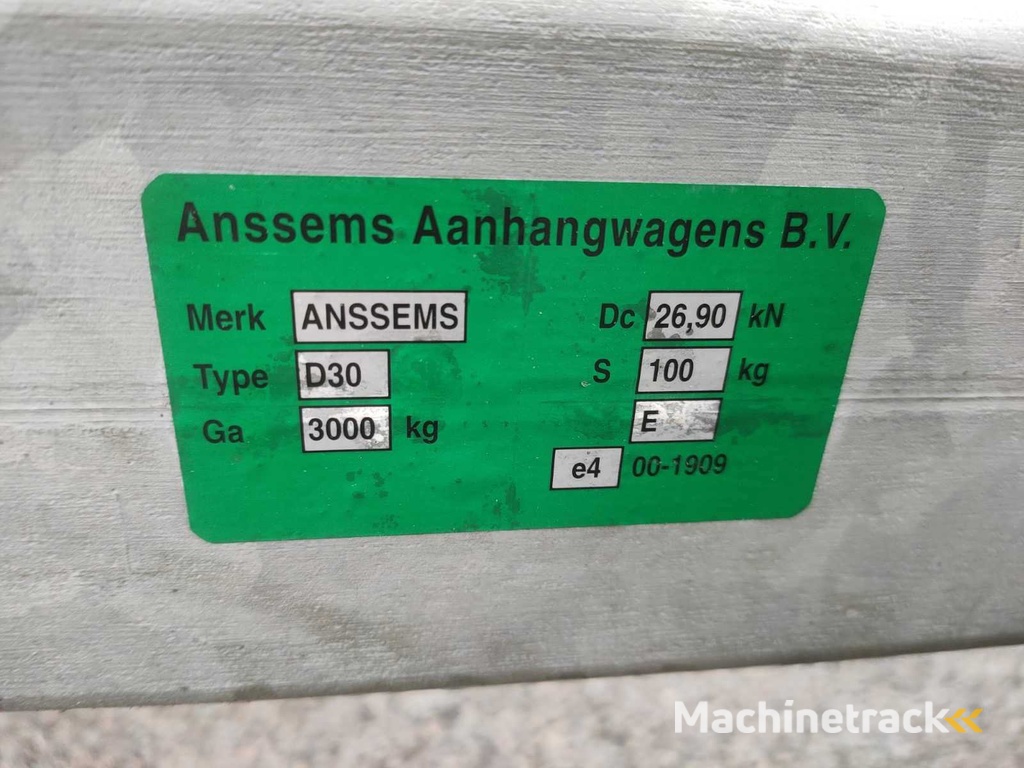 Anssems Aanhangwagens B.V.
Merk ANSSEMS Dc 26,90 kN
Type D30 S 100 kg
Ga 3000 kg E
e4 00-1909
Machinetrack